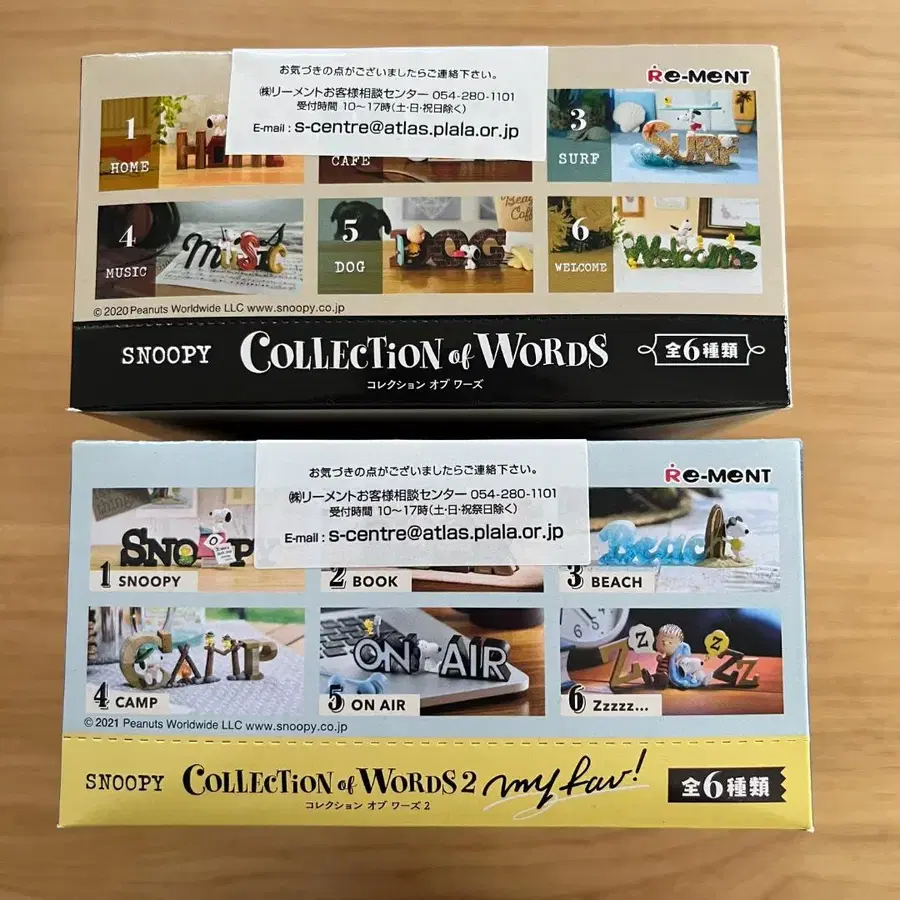 お気づきの点がございましたらご連絡下さい。
㈱リーメントお客様相談センター 054-280-1101
受付時間 10～17時(土・日・祝日除く)
E-mail : s-centre@atlas.plala.or.jp
Re-MeNT
1
HOME
CAFE
3
SURF
SURF
4
MUSIC
Music
5
DOG
DOG
6
WELCOME
Welcome
© 2020 Peanuts Worldwide LLC www.snoopy.co.jp
SNOOPY COLLECTiON of WORDS 全6種類
コレクション オブ ワーズ
お気づきの点がございましたらご連絡下さい。
㈱リーメントお客様相談センター 054-280-1101
受付時間 10～17時(土・日・祝祭日除く)
E-mail : s-centre@atlas.plala.or.jp
Re-MeNT
SNOOPY
1 SNOOPY
2 BOOK
Beach
3 BEACH
CAMP
4 CAMP
ON AIR
5 ON AIR
ZZzz
6 Zzzzz...
© 2021 Peanuts Worldwide LLC www.snoopy.co.jp
SNOOPY COLLECTiON of WORDS 2 my fav! 全6種類
コレクション オブ ワーズ 2